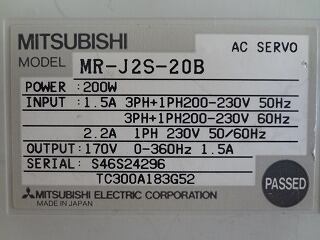 MITSUBISHI
AC SERVO
MODEL MR-J2S-20B
POWER :200W
INPUT :1.5A 3PH+1PH200-230V 50Hz
3PH+1PH200-230V 60Hz
2.2A 1PH 230V 50/60Hz
OUTPUT:170V 0-360Hz 1.5A
SERIAL: S46S24296
TC300A183G52
MITSUBISHI ELECTRIC CORPORATION
MADE IN JAPAN
PASSED